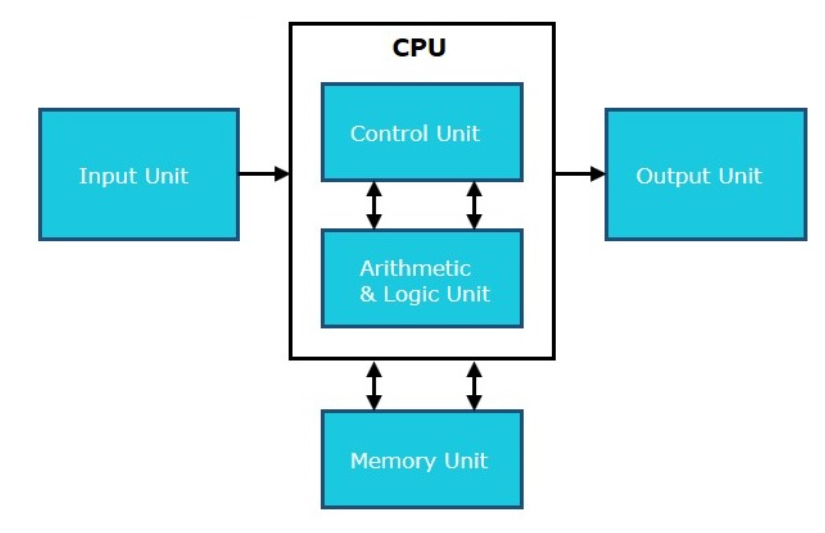 CPU
Control Unit
Input Unit
Output Unit
Arithmetic
& Logic Unit
Memory Unit